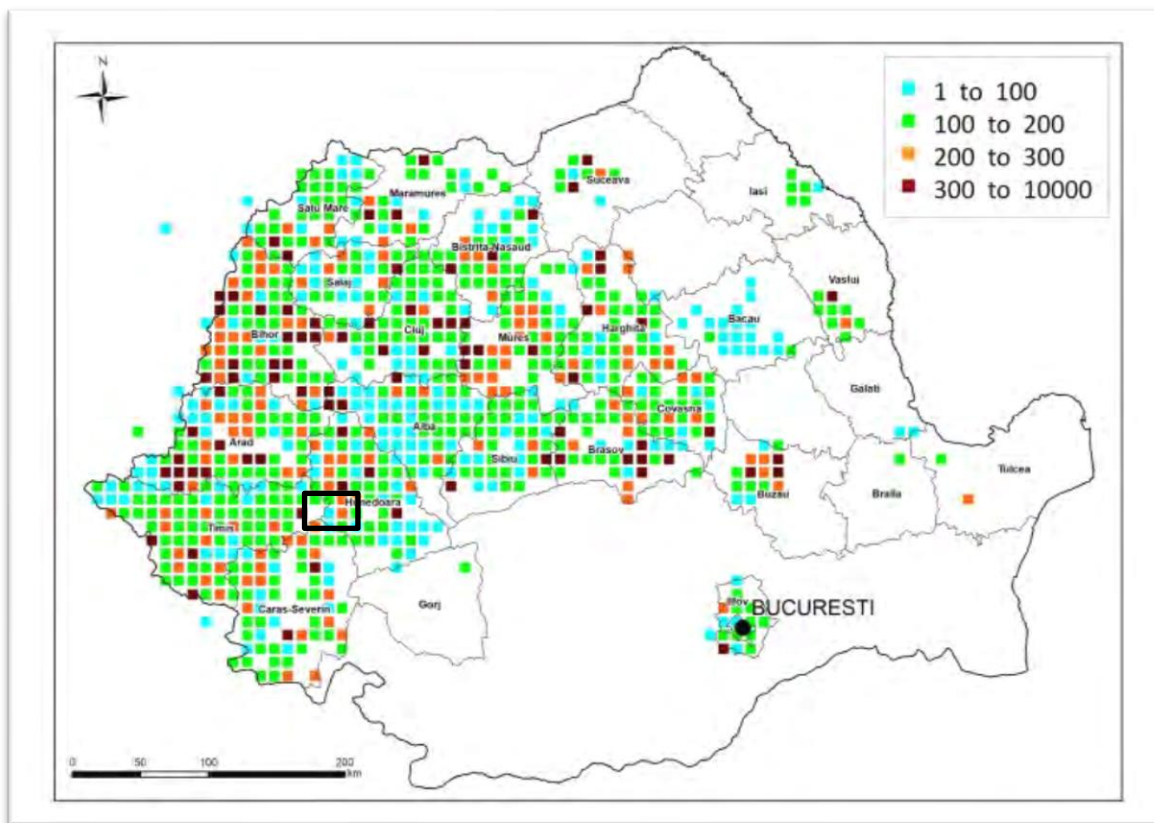 N
1 to 100
100 to 200
200 to 300
300 to 10000
Suceava
Maramures
Iasi
Satu Mare
Bistrita-Nasaud
Salaj
Vaslui
Bacau
Cluj
Harghita
Bihor
Mures
Galati
Covasna
Alba
Arad
Brasov
Sibiu
Tulcea
Buzau
Braila
Hunedoara
Timis
Ilfov
BUCURESTI
Gorj
Caras-Severin
0 50 100 200
km